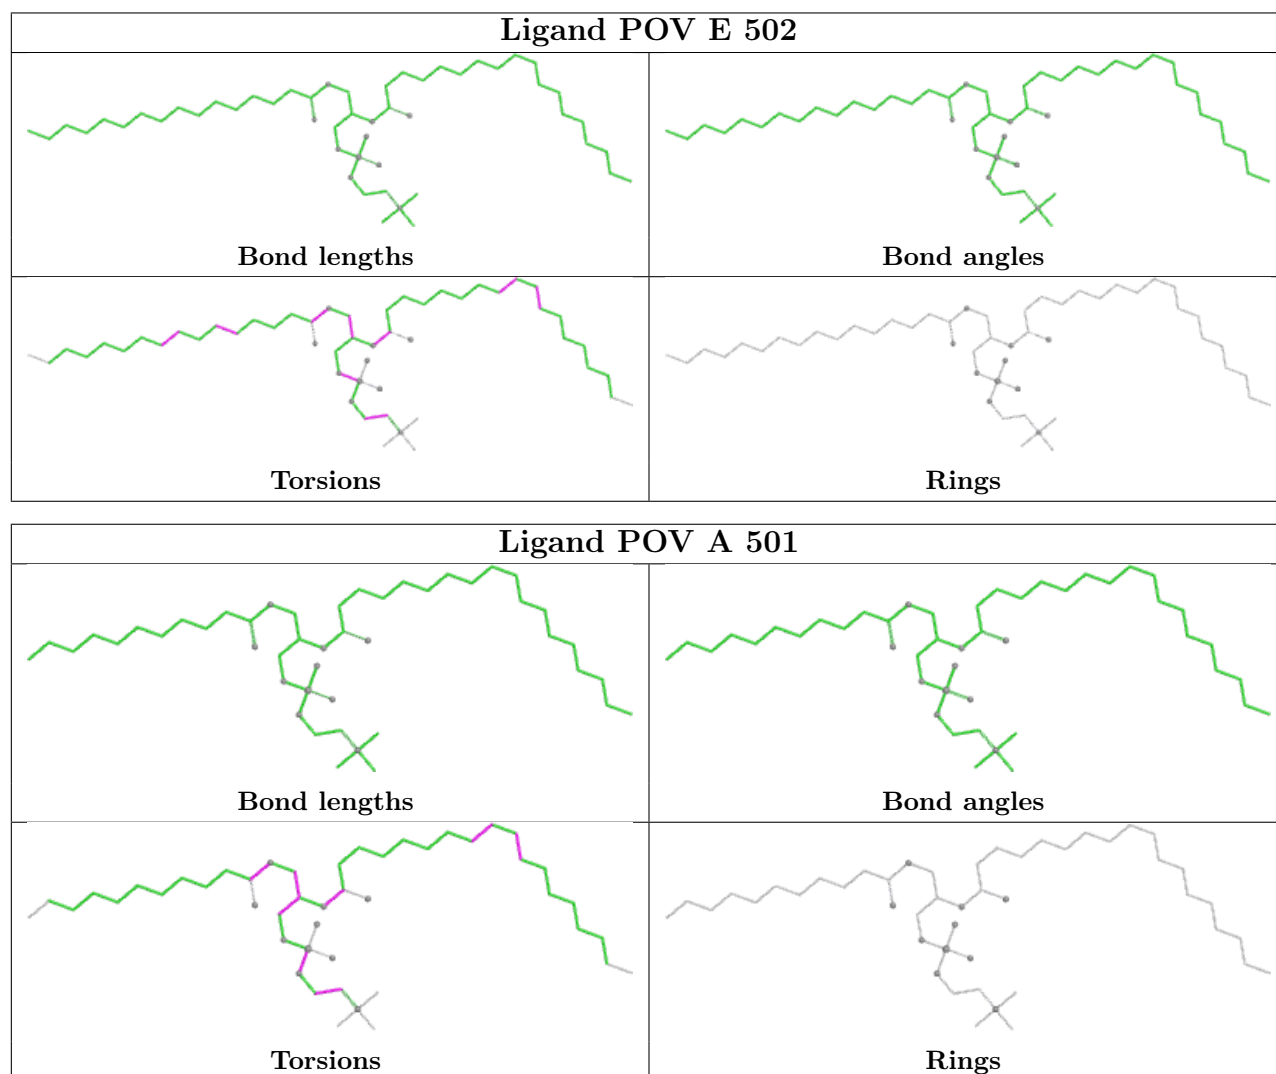 Ligand POV E 502
Bond lengths
Bond angles
Torsions
Rings
Ligand POV A 501
Bond lengths
Bond angles
Torsions
Rings